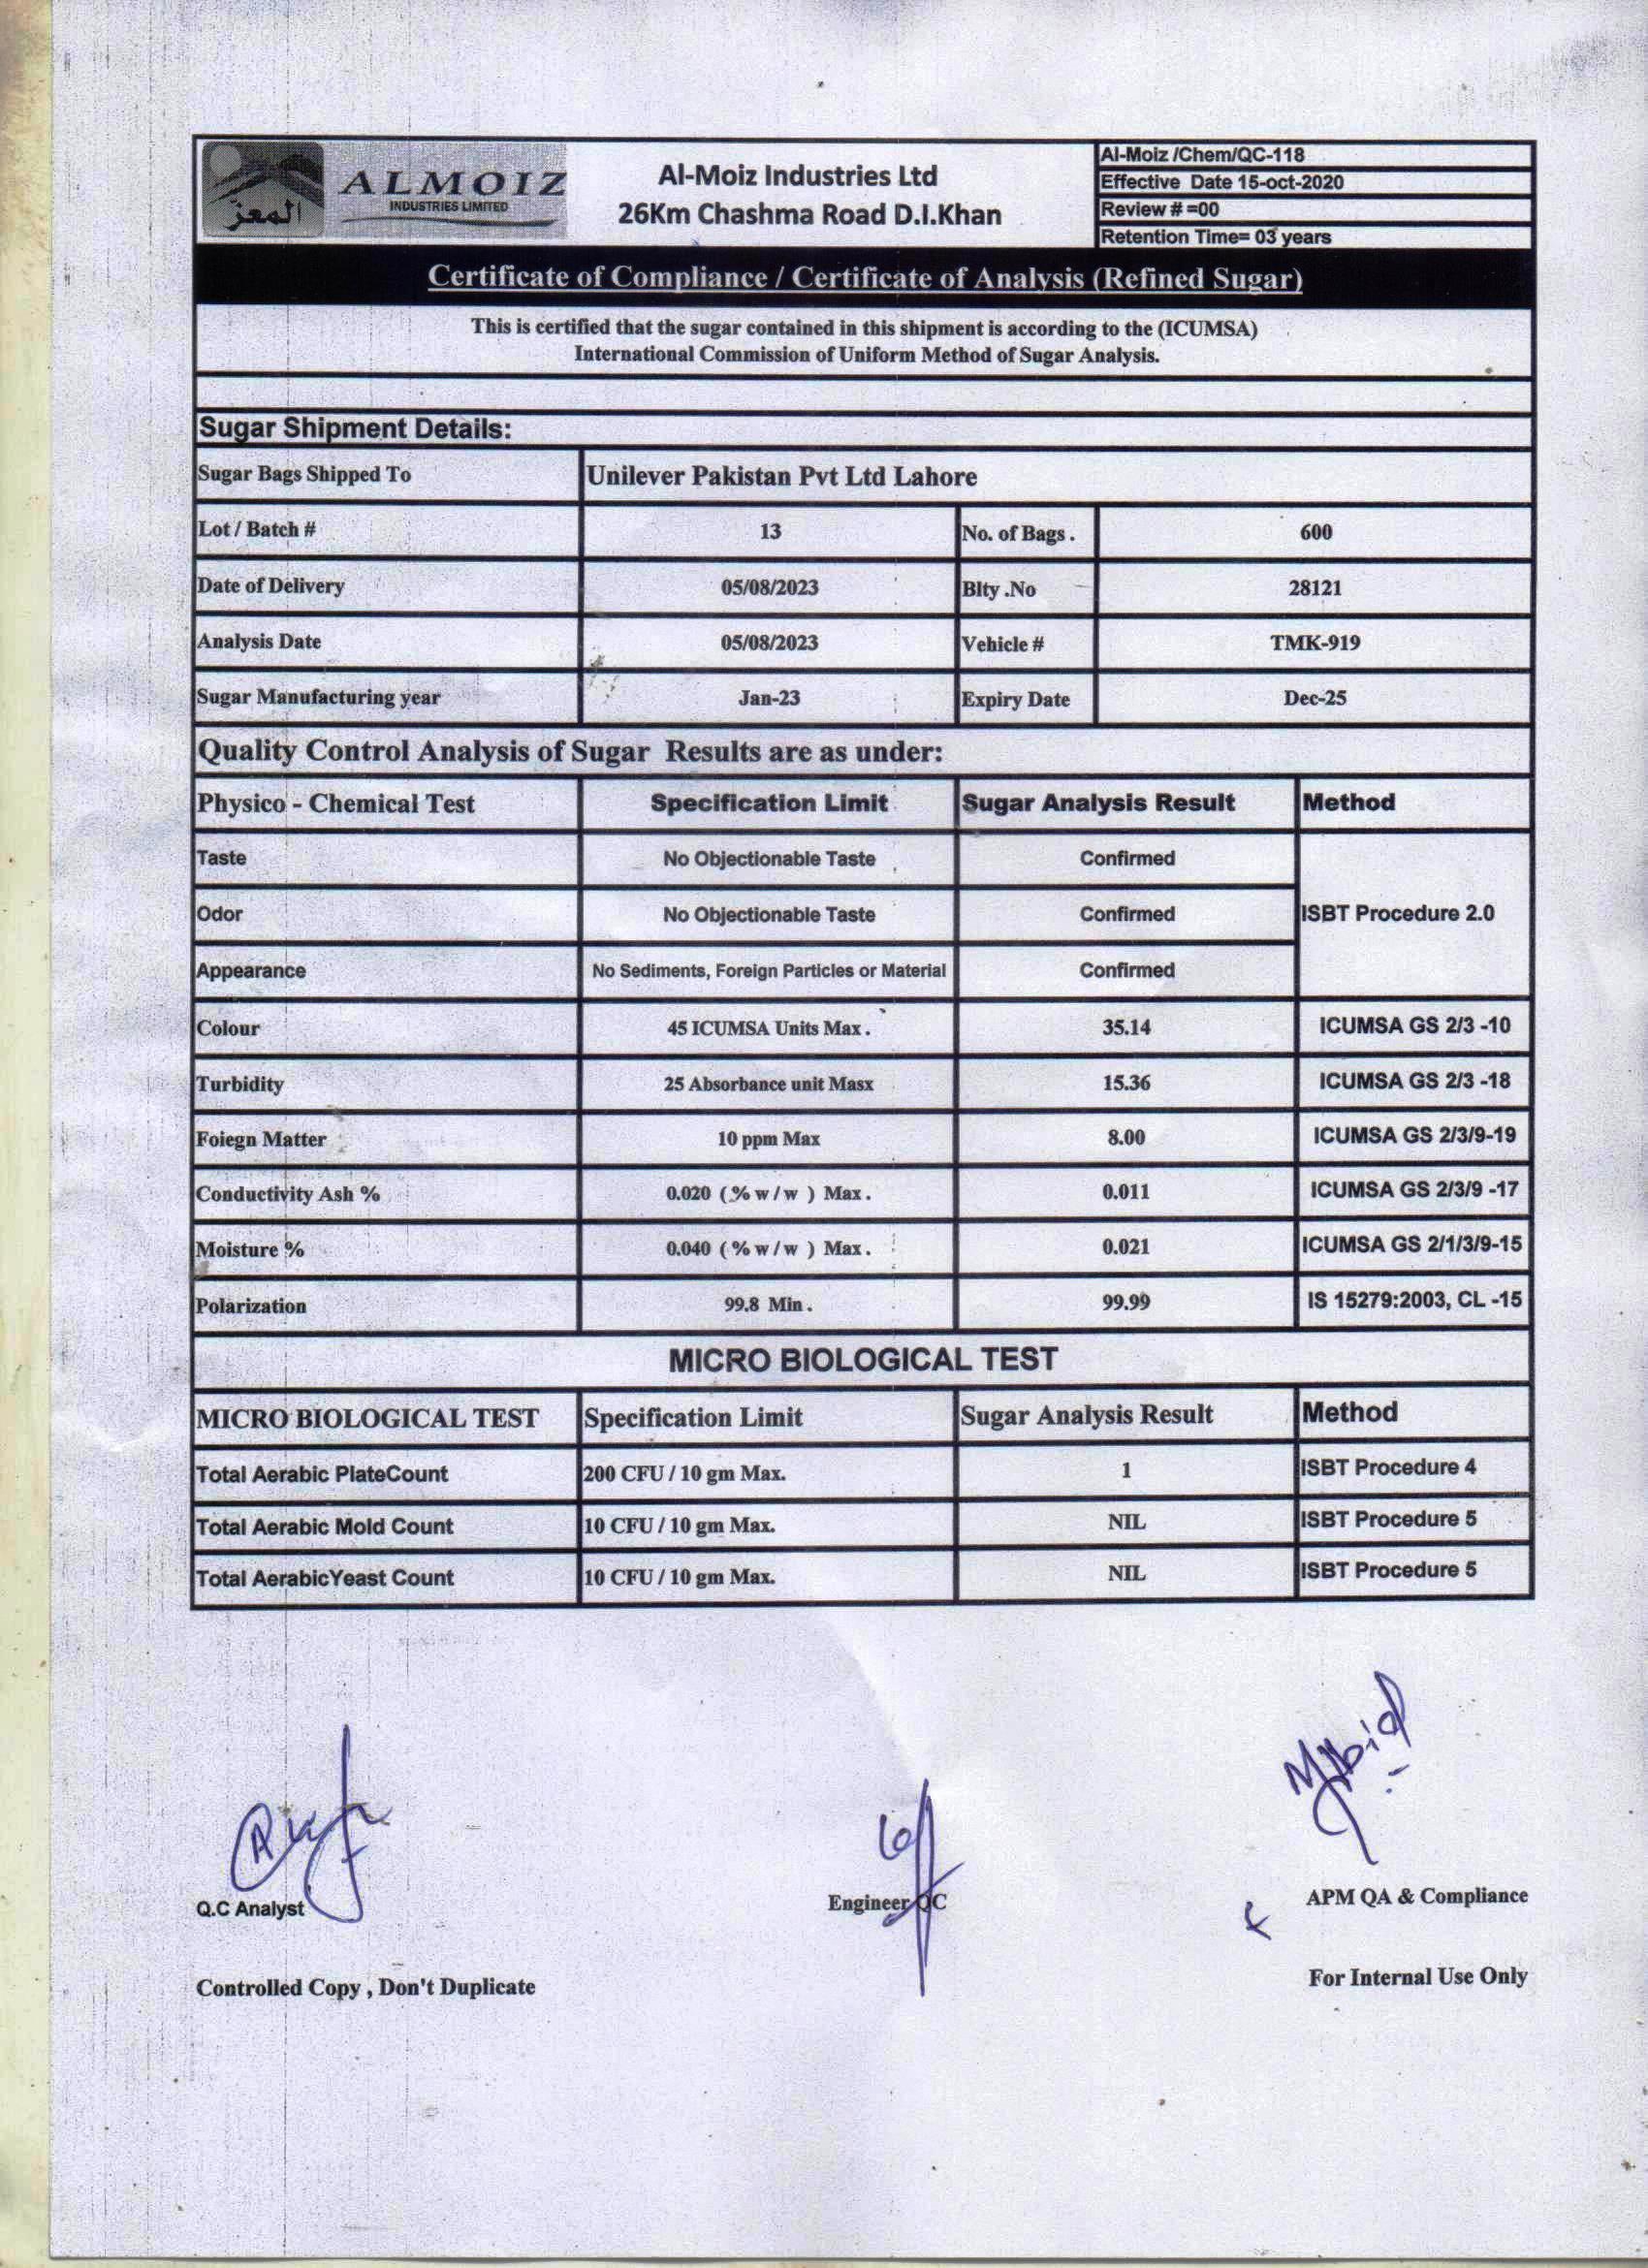 المعز
ALMOIZ
INDUSTRIES LIMITED
Al-Moiz Industries Ltd
26Km Chashma Road D.I.Khan
Al-Moiz /Chem/QC-118
Effective Date 15-oct-2020
Review # =00
Retention Time= 03 years
Certificate of Compliance / Certificate of Analysis (Refined Sugar)
This is certified that the sugar contained in this shipment is according to the (ICUMSA)
International Commission of Uniform Method of Sugar Analysis.
Sugar Shipment Details:
Sugar Bags Shipped To Unilever Pakistan Pvt Ltd Lahore
Lot / Batch # 13 No. of Bags . 600
Date of Delivery 05/08/2023 Blty .No 28121
Analysis Date 05/08/2023 Vehicle # TMK-919
Sugar Manufacturing year Jan-23 Expiry Date Dec-25
Quality Control Analysis of Sugar Results are as under:
Physico - Chemical Test Specification Limit Sugar Analysis Result Method
Taste No Objectionable Taste Confirmed
Odor No Objectionable Taste Confirmed ISBT Procedure 2.0
Appearance No Sediments, Foreign Particles or Material Confirmed
Colour 45 ICUMSA Units Max . 35.14 ICUMSA GS 2/3 -10
Turbidity 25 Absorbance unit Masx 15.36 ICUMSA GS 2/3 -18
Foiegn Matter 10 ppm Max 8.00 ICUMSA GS 2/3/9-19
Conductivity Ash % 0.020 ( % w / w ) Max . 0.011 ICUMSA GS 2/3/9 -17
Moisture % 0.040 ( % w / w ) Max . 0.021 ICUMSA GS 2/1/3/9-15
Polarization 99.8 Min . 99.99 IS 15279:2003, CL -15
MICRO BIOLOGICAL TEST
MICRO BIOLOGICAL TEST Specification Limit Sugar Analysis Result Method
Total Aerabic PlateCount 200 CFU / 10 gm Max. 1 ISBT Procedure 4
Total Aerabic Mold Count 10 CFU / 10 gm Max. NIL ISBT Procedure 5
Total AerabicYeast Count 10 CFU / 10 gm Max. NIL ISBT Procedure 5
Q.C Analyst Engineer QC APM QA & Compliance
Controlled Copy , Don't Duplicate For Internal Use Only